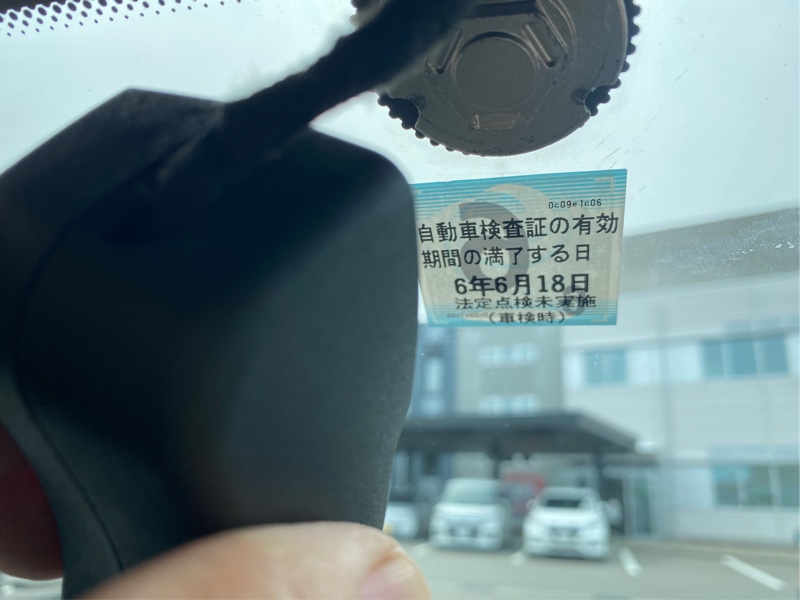 0c09e1c06
自動車検査証の有効
期間の満了する日
6年6月18日
法定点検未実施
（車検時）